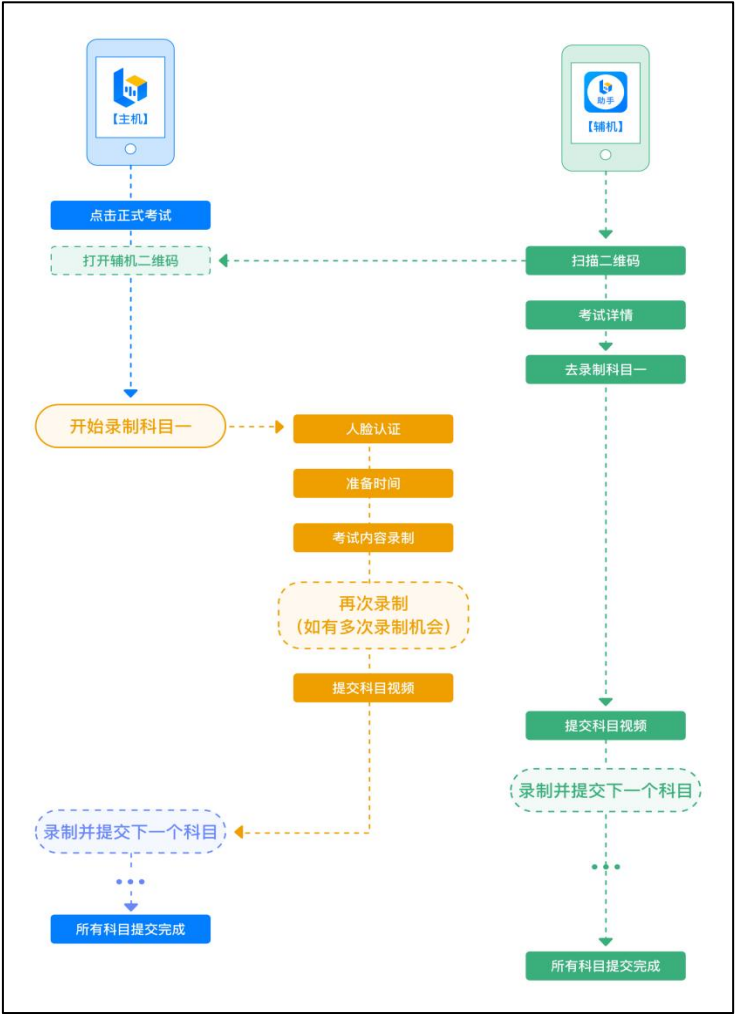 【主机】
助手
【辅机】
点击正式考试
打开辅机二维码
扫描二维码
考试详情
去录制科目一
开始录制科目一
人脸认证
准备时间
考试内容录制
再次录制
（如有多次录制机会）
提交科目视频
提交科目视频
录制并提交下一个科目
录制并提交下一个科目
所有科目提交完成
所有科目提交完成